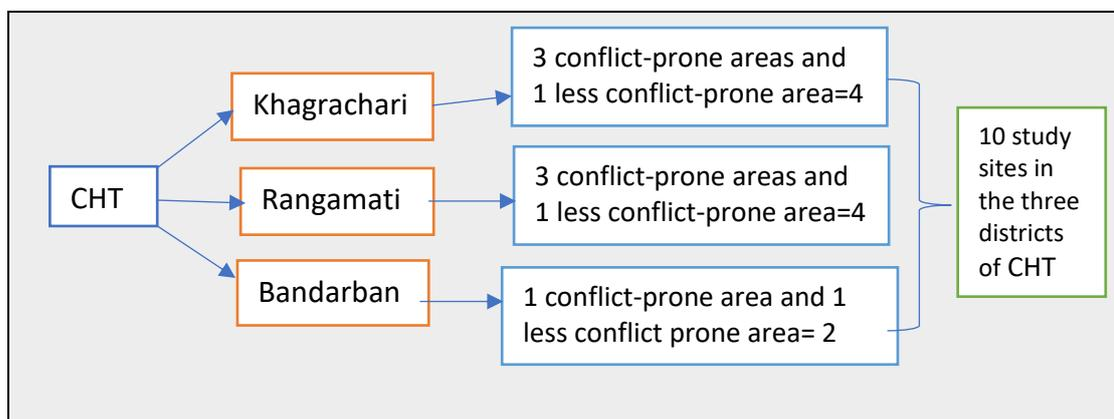 CHT
Khagrachari
3 conflict-prone areas and
1 less conflict-prone area=4
Rangamati
3 conflict-prone areas and
1 less conflict-prone area=4
Bandarban
1 conflict-prone area and 1
less conflict prone area= 2
10 study
sites in
the three
districts
of CHT